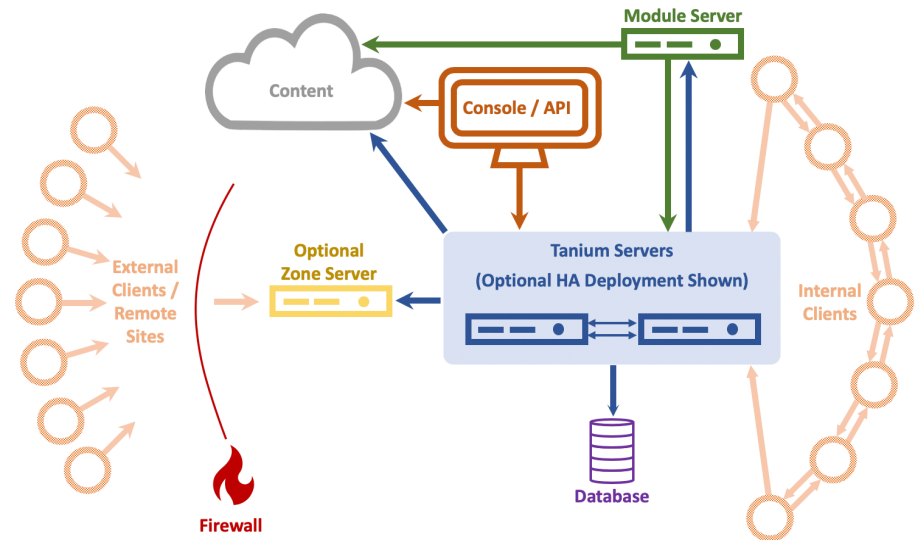 Module Server
Content
Console / API
Optional
Zone Server
Tanium Servers
(Optional HA Deployment Shown)
External
Clients /
Remote
Sites
Internal
Clients
Database
Firewall